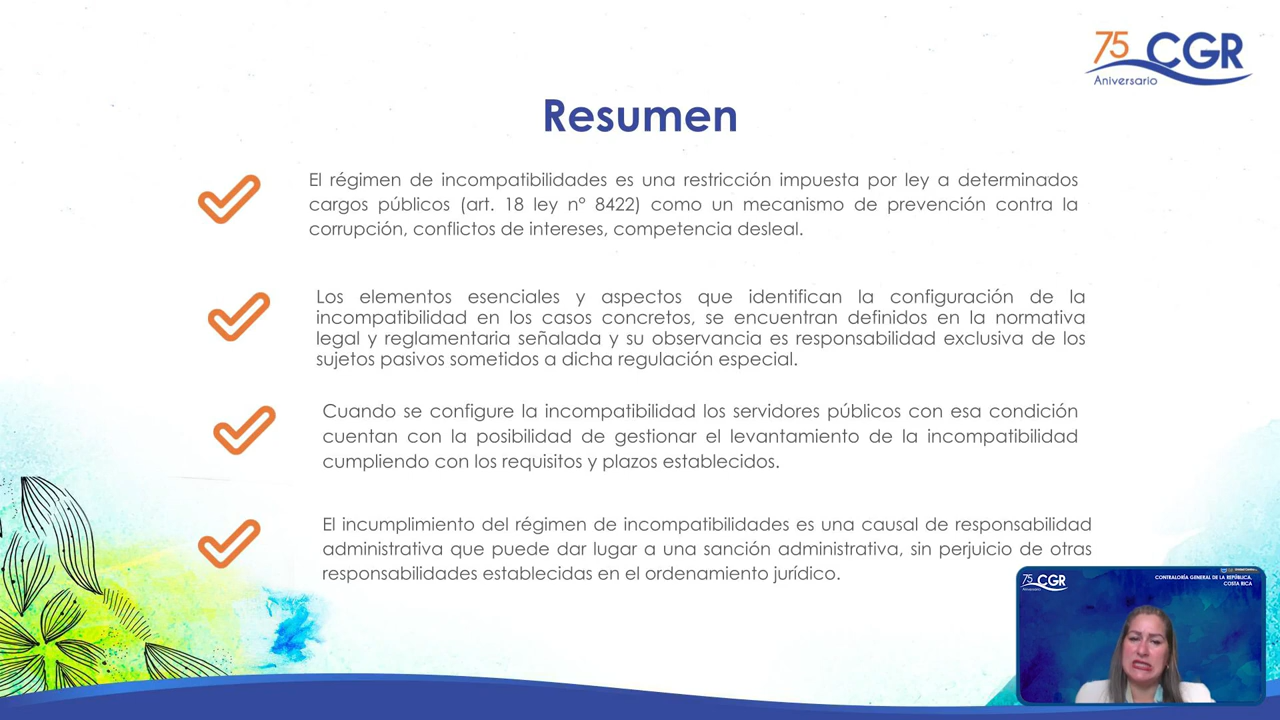 75 CGR
Aniversario
Resumen
El régimen de incompatibilidades es una restricción impuesta por ley a determinados
cargos públicos (art. 18 ley n° 8422) como un mecanismo de prevención contra la
corrupción, conflictos de intereses, competencia desleal.
Los elementos esenciales y aspectos que identifican la configuración de la
incompatibilidad en los casos concretos, se encuentran definidos en la normativa
legal y reglamentaria señalada y su observancia es responsabilidad exclusiva de los
sujetos pasivos sometidos a dicha regulación especial.
Cuando se configure la incompatibilidad los servidores públicos con esa condición
cuentan con la posibilidad de gestionar el levantamiento de la incompatibilidad
cumpliendo con los requisitos y plazos establecidos.
El incumplimiento del régimen de incompatibilidades es una causal de responsabilidad
administrativa que puede dar lugar a una sanción administrativa, sin perjuicio de otras
responsabilidades establecidas en el ordenamiento jurídico.
75 CGR
Aniversario
CONTRALORÍA GENERAL DE LA REPÚBLICA,
COSTA RICA